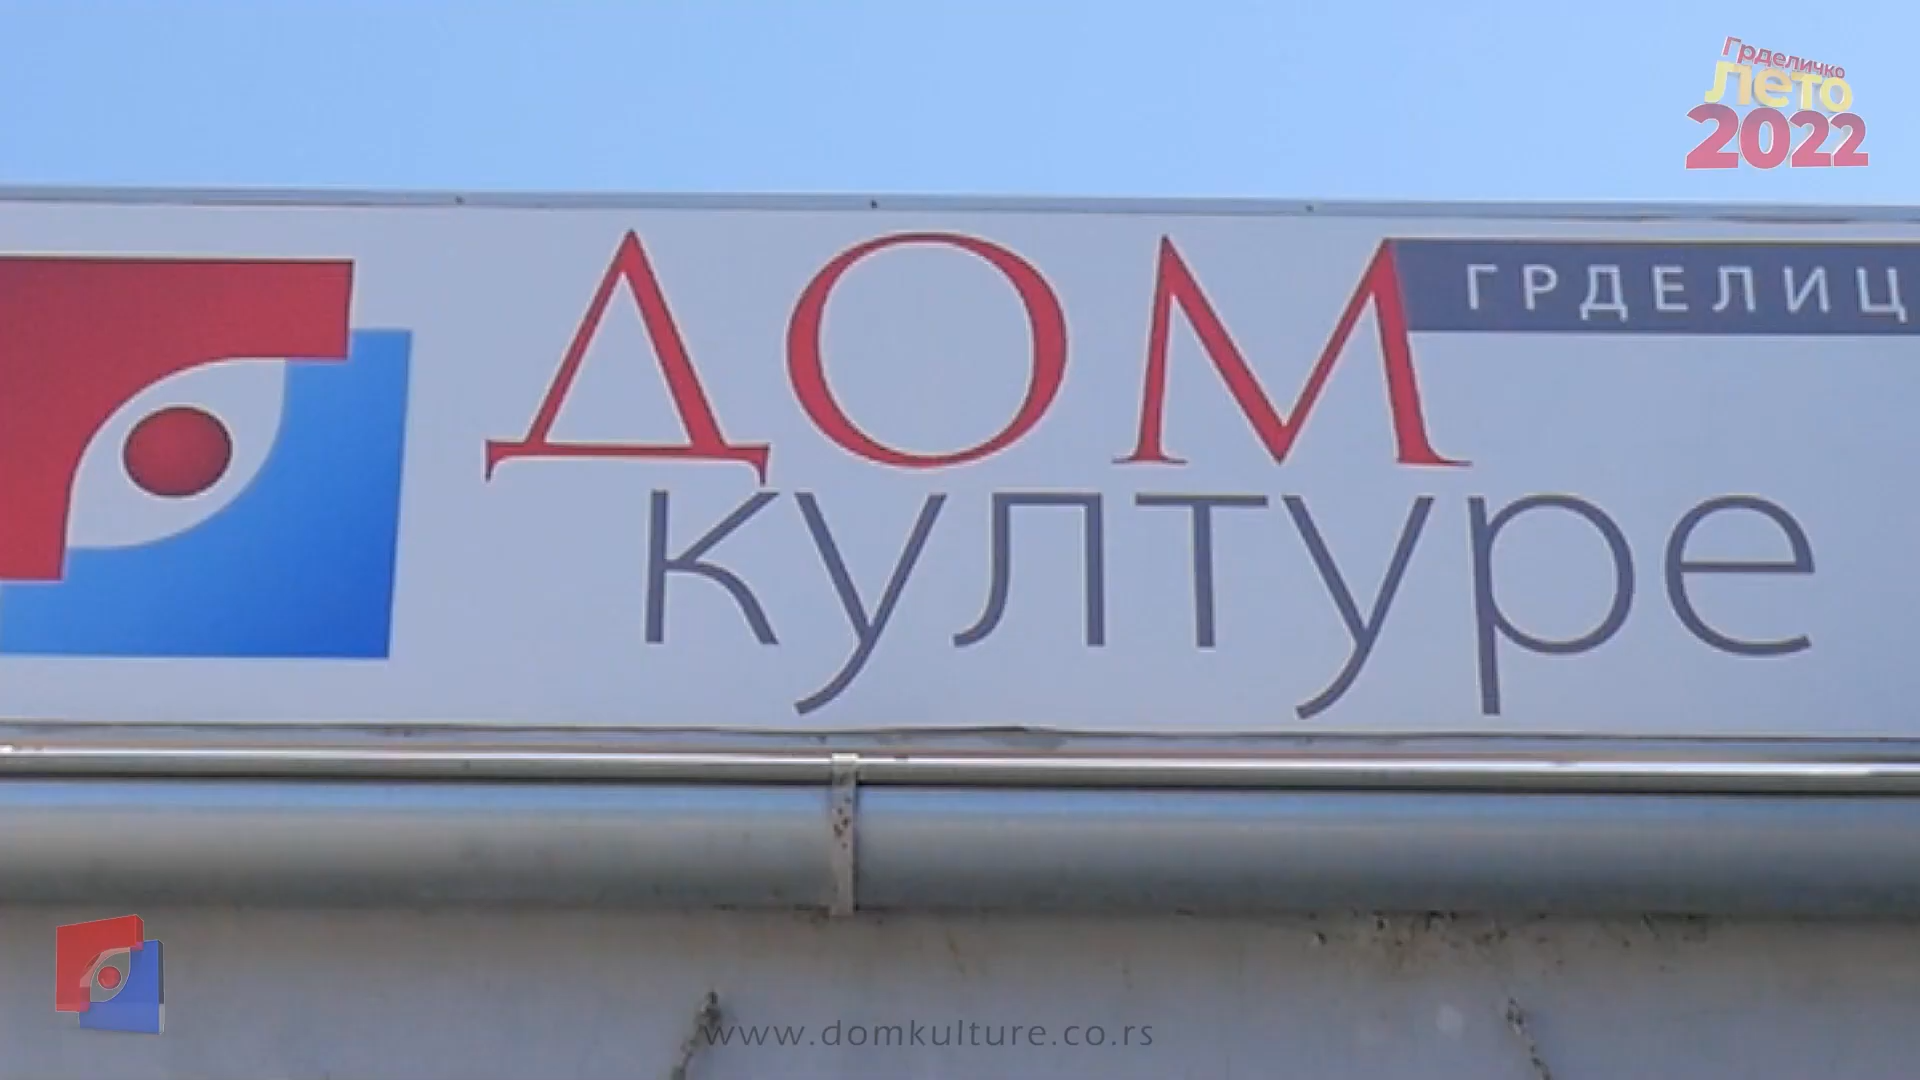 Грделичко
лето
2022
ДОМ
ГРДЕЛИЦ
културе
www.domkulture.co.rs